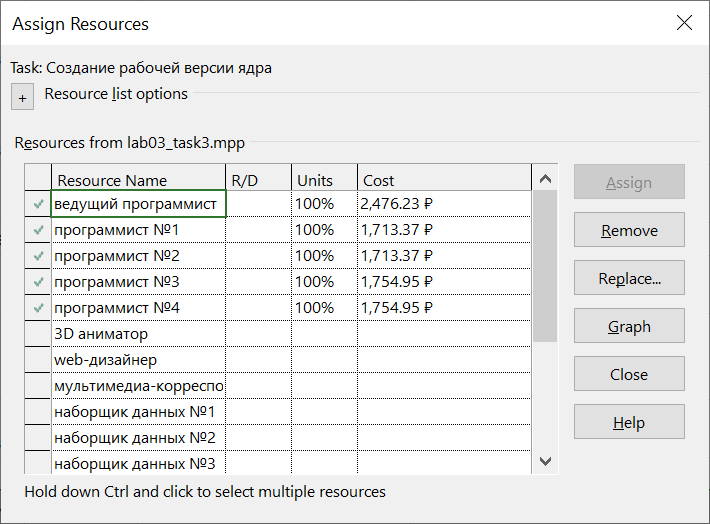 Assign Resources
Task: Создание рабочей версии ядра
+ Resource list options
Resources from lab03_task3.mpp
Resource Name R/D Units Cost
ведущий программист 100% 2,476.23 ₽
программист №1 100% 1,713.37 ₽
программист №2 100% 1,713.37 ₽
программист №3 100% 1,754.95 ₽
программист №4 100% 1,754.95 ₽
3D аниматор
web-дизайнер
мультимедиа-корреспо
наборщик данных №1
наборщик данных №2
наборщик данных №3
Assign
Remove
Replace...
Graph
Close
Help
Hold down Ctrl and click to select multiple resources